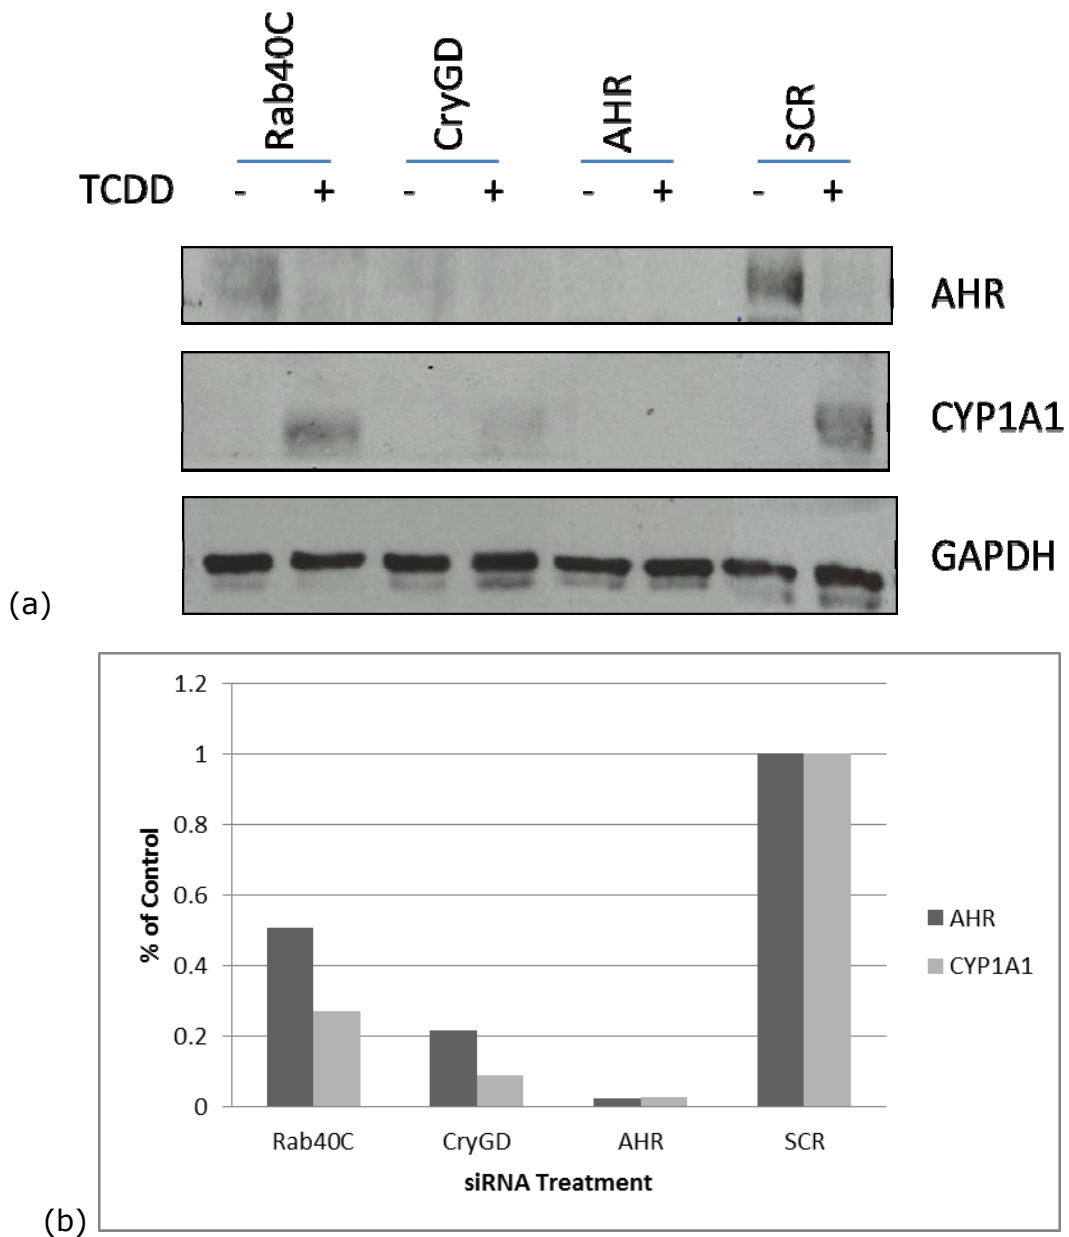 Rab40C CryGD AHR SCR
TCDD - + - + - + - +
AHR
CYP1A1
GAPDH
(a)
1.2
1
0.8
0.6
0.4
0.2
0
% of Control
AHR
CYP1A1
Rab40C CryGD AHR SCR
siRNA Treatment
(b)